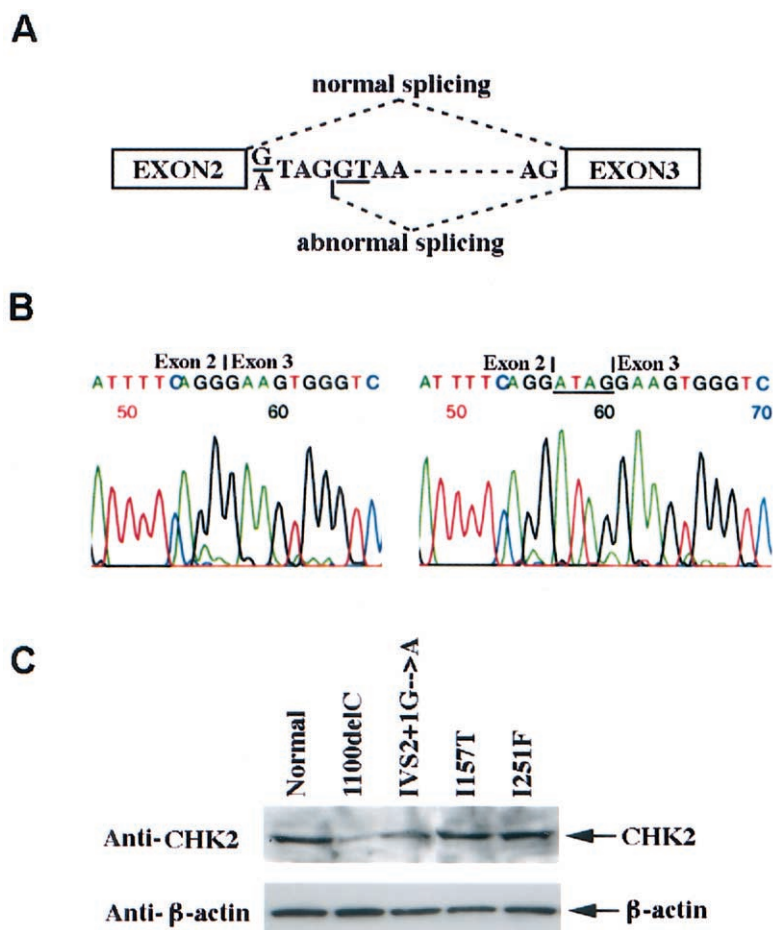 A
normal splicing
EXON2 G/A TAGGTAA AG EXON3
abnormal splicing
B
Exon 2 | Exon 3
ATTTTCAGGGAAGTGGGTC
50 60
Exon 2 | | Exon 3
ATTTTCAGGATAGGAAGTGGGTC
50 60 70
C
Normal
1100delC
IVS2+1G-->A
I157T
I251F
Anti-CHK2 CHK2
Anti-β-actin β-actin